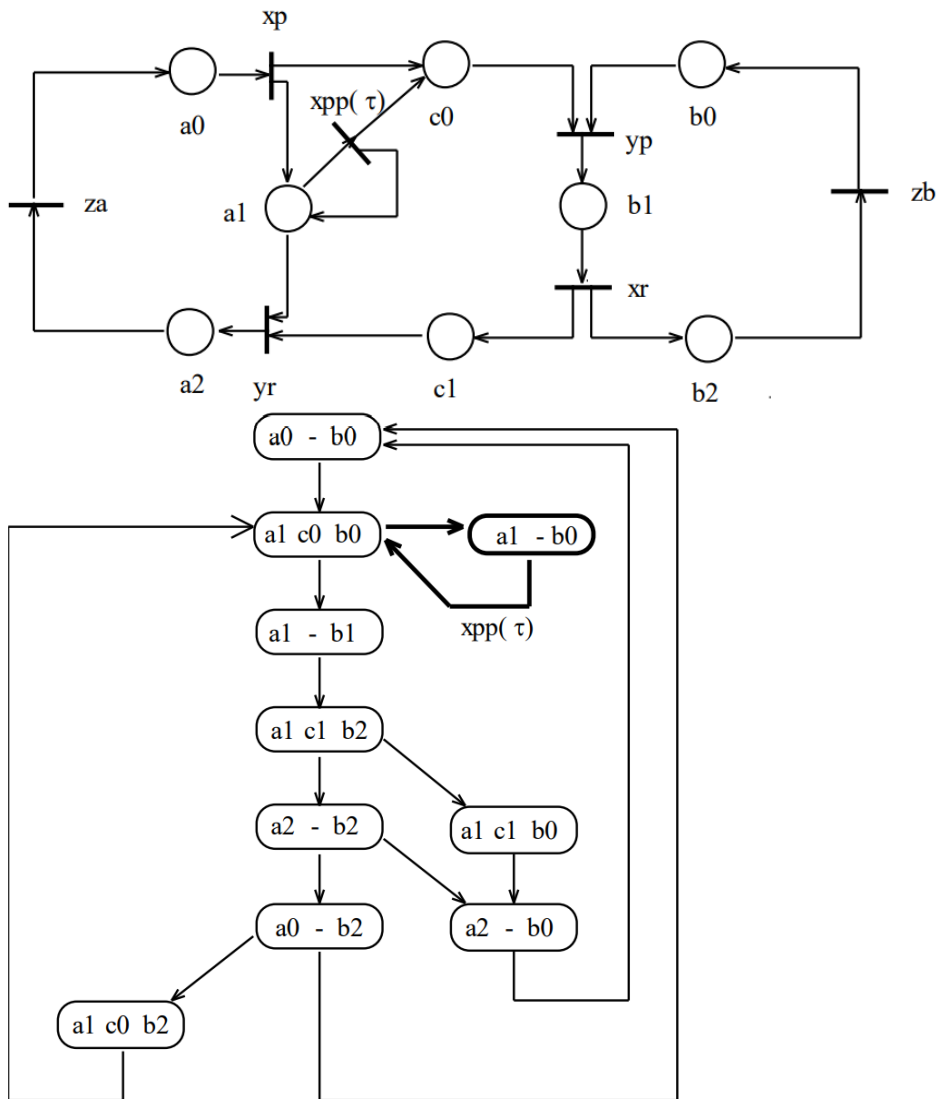 xp
a0
xpp( τ )
c0
b0
yp
za
a1
b1
zb
xr
a2
yr
c1
b2
a0 - b0
a1 c0 b0
a1 - b0
xpp( τ )
a1 - b1
a1 c1 b2
a2 - b2
a1 c1 b0
a0 - b2
a2 - b0
a1 c0 b2